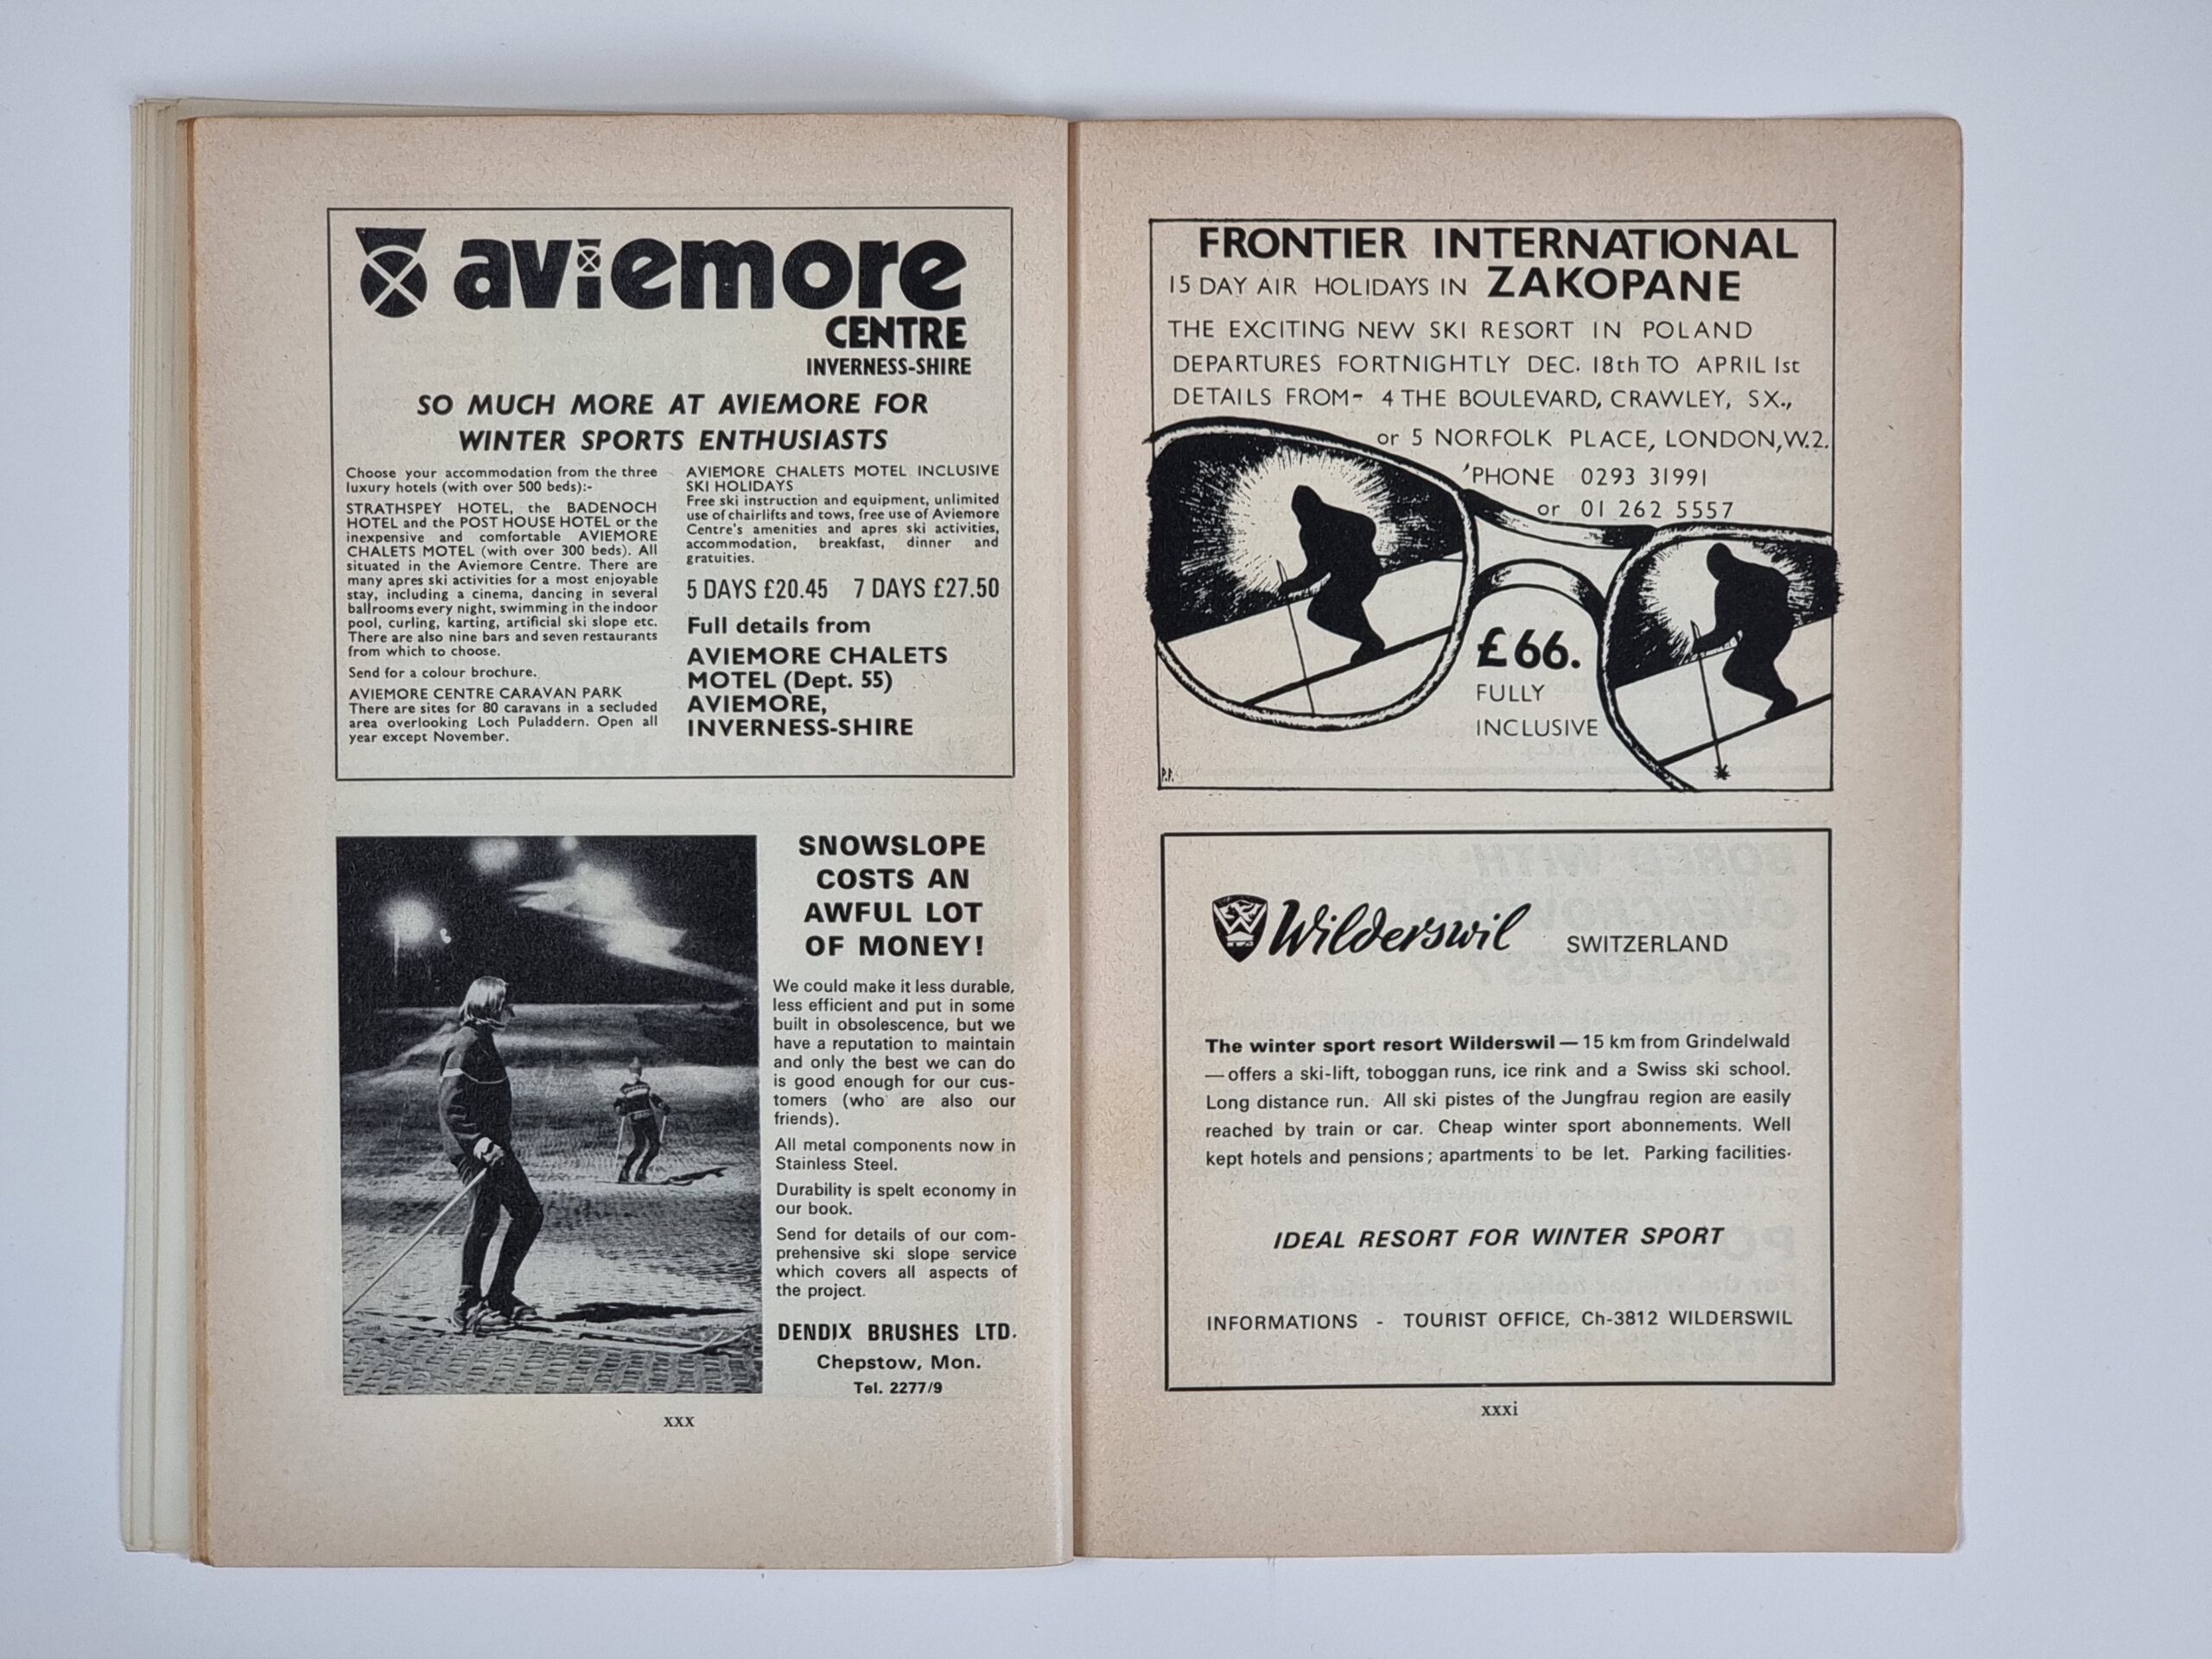 aviemore
CENTRE
INVERNESS-SHIRE
SO MUCH MORE AT AVIEMORE FOR
WINTER SPORTS ENTHUSIASTS
Choose your accommodation from the three
luxury hotels (with over 500 beds):-
STRATHSPEY HOTEL, the BADENOCH
HOTEL and the POST HOUSE HOTEL or the
inexpensive and comfortable AVIEMORE
CHALETS MOTEL (with over 300 beds). All
situated in the Aviemore Centre. There are
many apres ski activities for a most enjoyable
stay, including a cinema, dancing in several
ballrooms every night, swimming in the indoor
pool, curling, karting, artificial ski slope etc.
There are also nine bars and seven restaurants
from which to choose.
Send for a colour brochure.
AVIEMORE CENTRE CARAVAN PARK
There are sites for 80 caravans in a secluded
area overlooking Loch Puladdern. Open all
year except November.
AVIEMORE CHALETS MOTEL INCLUSIVE
SKI HOLIDAYS
Free ski instruction and equipment, unlimited
use of chairlifts and tows, free use of Aviemore
Centre's amenities and apres ski activities,
accommodation, breakfast, dinner and
gratuities.
5 DAYS £20.45 7 DAYS £27.50
Full details from
AVIEMORE CHALETS
MOTEL (Dept. 55)
AVIEMORE,
INVERNESS-SHIRE
SNOWSLOPE
COSTS AN
AWFUL LOT
OF MONEY!
We could make it less durable,
less efficient and put in some
built in obsolescence, but we
have a reputation to maintain
and only the best we can do
is good enough for our cus-
tomers (who are also our
friends).
All metal components now in
Stainless Steel.
Durability is spelt economy in
our book.
Send for details of our com-
prehensive ski slope service
which covers all aspects of
the project.
DENDIX BRUSHES LTD.
Chepstow, Mon.
Tel. 2277/9
xxx
FRONTIER INTERNATIONAL
15 DAY AIR HOLIDAYS IN ZAKOPANE
THE EXCITING NEW SKI RESORT IN POLAND
DEPARTURES FORTNIGHTLY DEC. 18th TO APRIL 1st
DETAILS FROM- 4 THE BOULEVARD, CRAWLEY, SX.,
or 5 NORFOLK PLACE, LONDON, W.2.
'PHONE 0293 31991
or 01 262 5557
£66.
FULLY
INCLUSIVE
P.P.
Wilderswil SWITZERLAND
The winter sport resort Wilderswil — 15 km from Grindelwald
— offers a ski-lift, toboggan runs, ice rink and a Swiss ski school.
Long distance run. All ski pistes of the Jungfrau region are easily
reached by train or car. Cheap winter sport abonnements. Well
kept hotels and pensions; apartments to be let. Parking facilities.
IDEAL RESORT FOR WINTER SPORT
INFORMATIONS - TOURIST OFFICE, Ch-3812 WILDERSWIL
xxxi